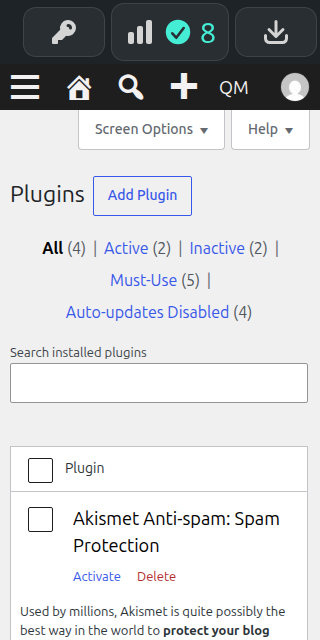 8
QM
Screen Options ▼
Help ▼
Plugins
Add Plugin
All (4) | Active (2) | Inactive (2) |
Must-Use (5) |
Auto-updates Disabled (4)
Search installed plugins
Plugin
Akismet Anti-spam: Spam
Protection
Activate
Delete
Used by millions, Akismet is quite possibly the
best way in the world to protect your blog